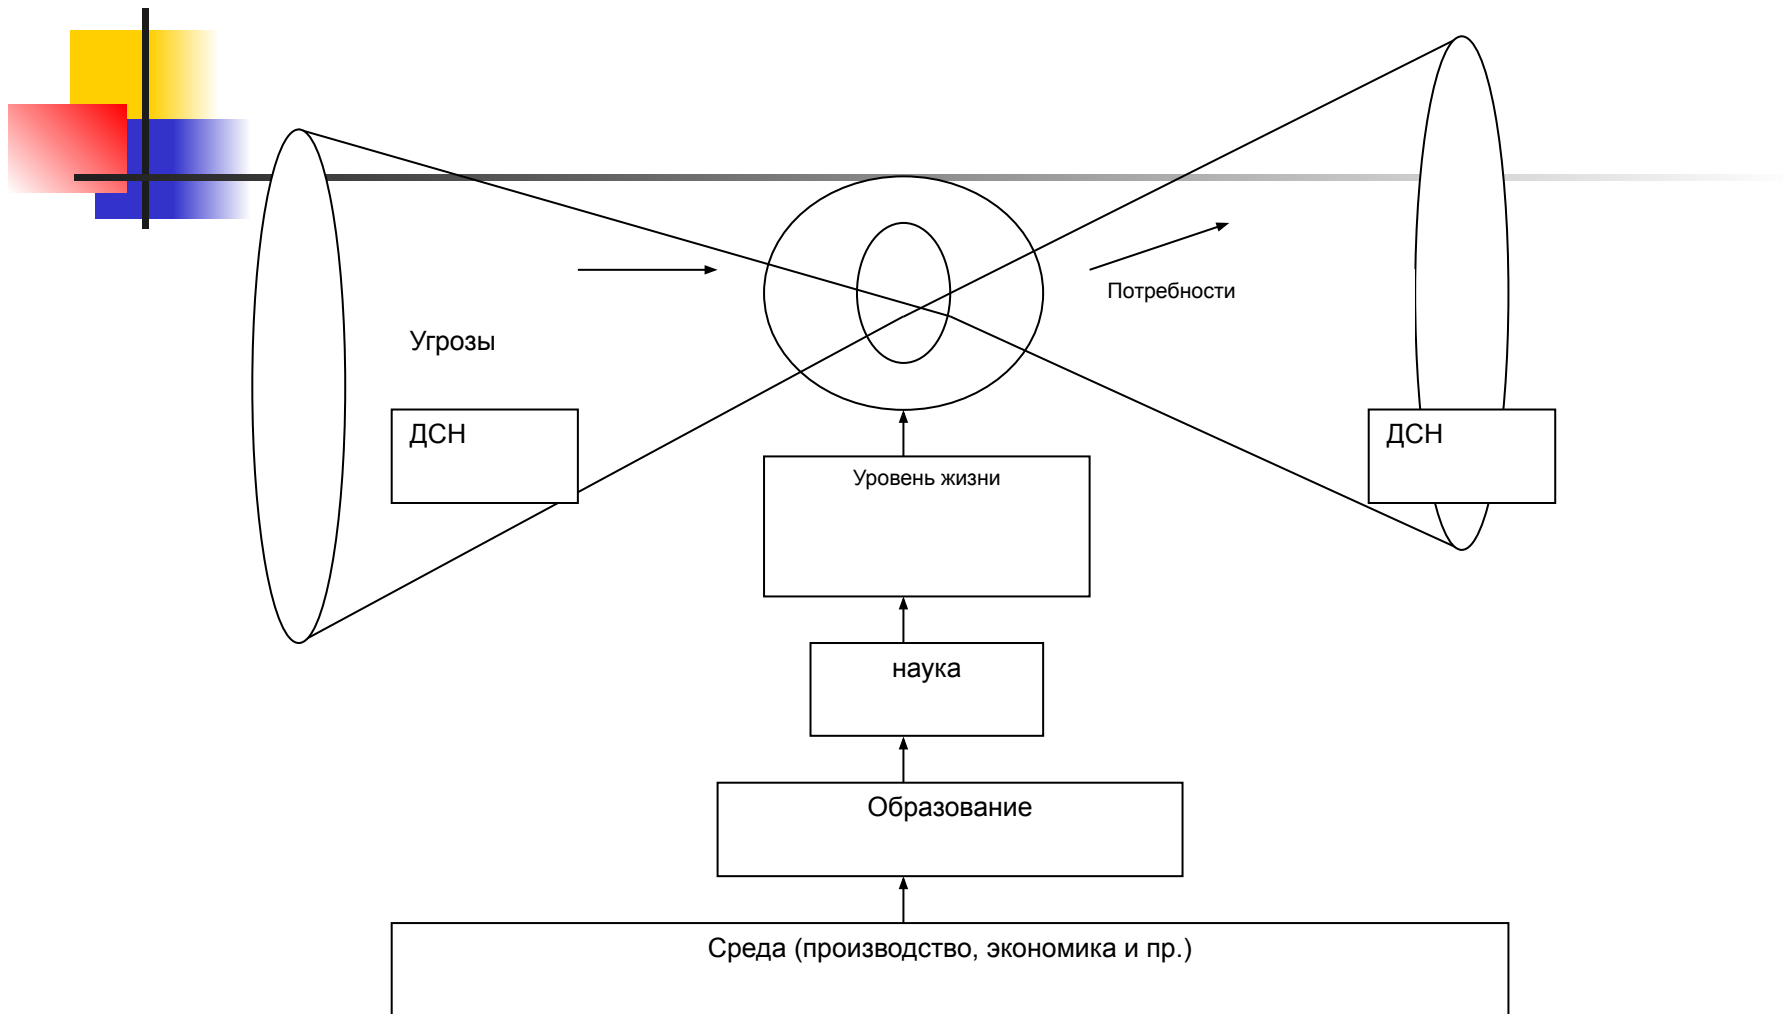 Потребности
Угрозы
ДСН
ДСН
Уровень жизни
наука
Образование
Среда (производство, экономика и пр.)